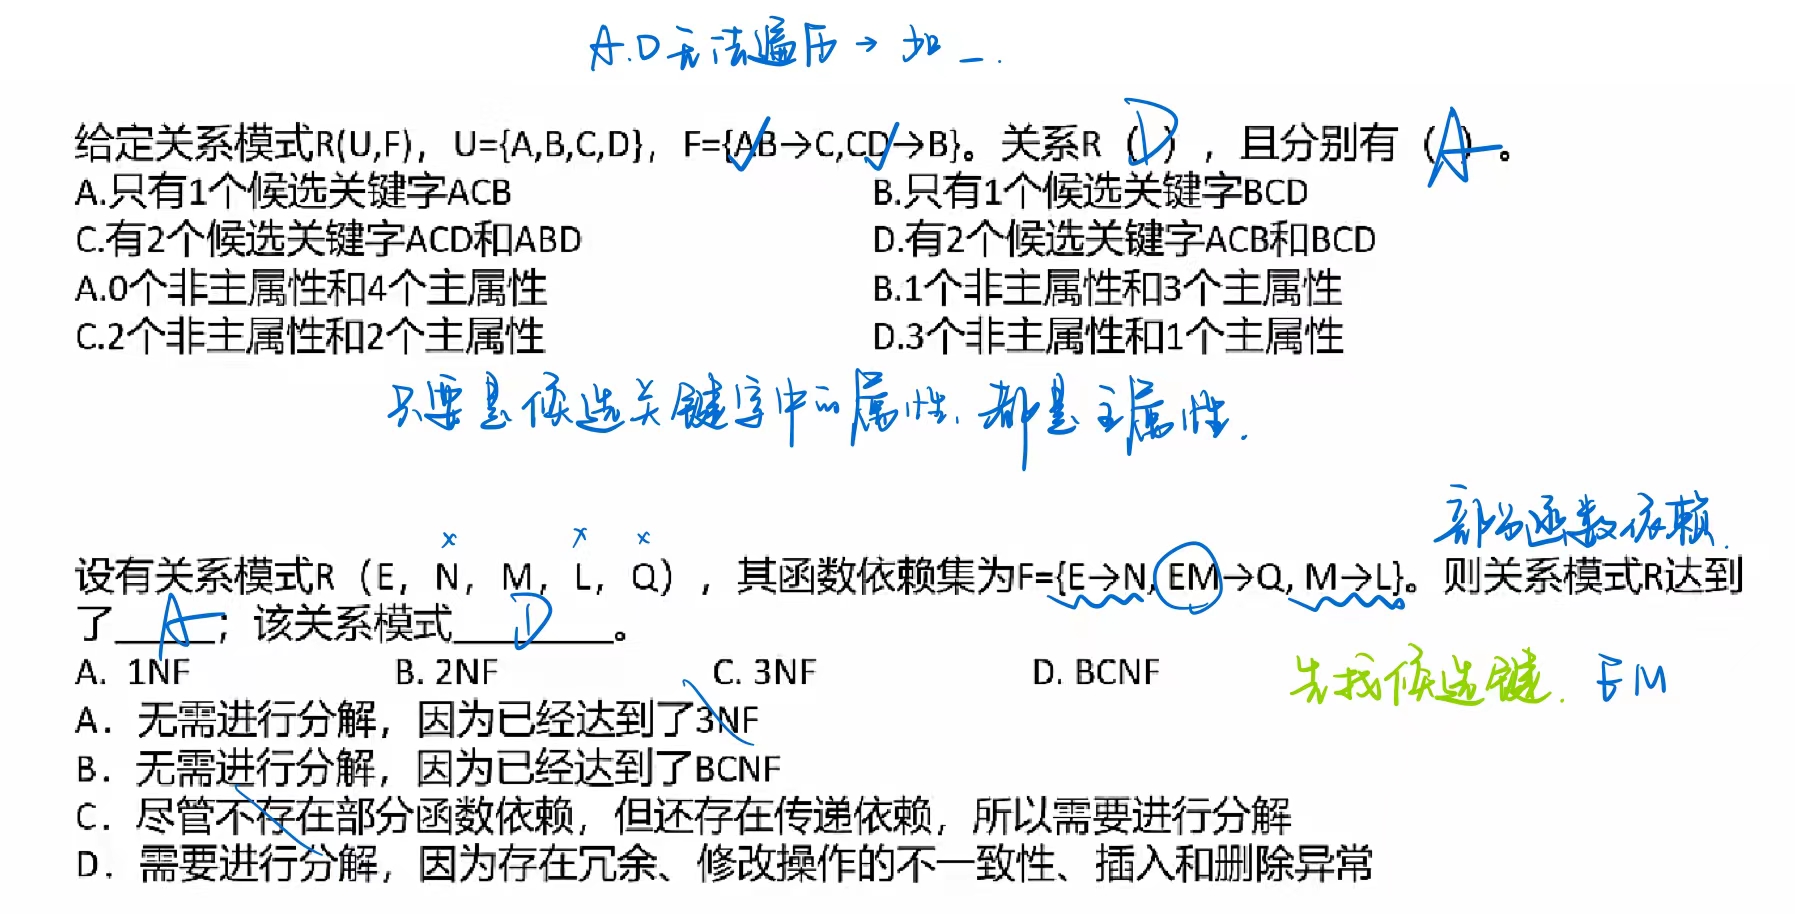 A.D无法遍历→加一.
给定关系模式R(U,F)，U={A,B,C,D}，F={AB→C,CD→B}。关系R（D），且分别有（A）。
A.只有1个候选关键字ACB B.只有1个候选关键字BCD
C.有2个候选关键字ACD和ABD D.有2个候选关键字ACB和BCD
A.0个非主属性和4个主属性 B.1个非主属性和3个主属性
C.2个非主属性和2个主属性 D.3个非主属性和1个主属性
只要是候选关键字中的属性,都是主属性.
部分函数依赖.
x x x
设有关系模式R（E，N，M，L，Q），其函数依赖集为F={E→N, EM→Q, M→L}。则关系模式R达到
了__A__；该关系模式__D__。
A. 1NF B. 2NF C. 3NF D. BCNF
先找候选键. EM
A．无需进行分解，因为已经达到了3NF
B．无需进行分解，因为已经达到了BCNF
C．尽管不存在部分函数依赖，但还存在传递依赖，所以需要进行分解
D．需要进行分解，因为存在冗余、修改操作的不一致性、插入和删除异常